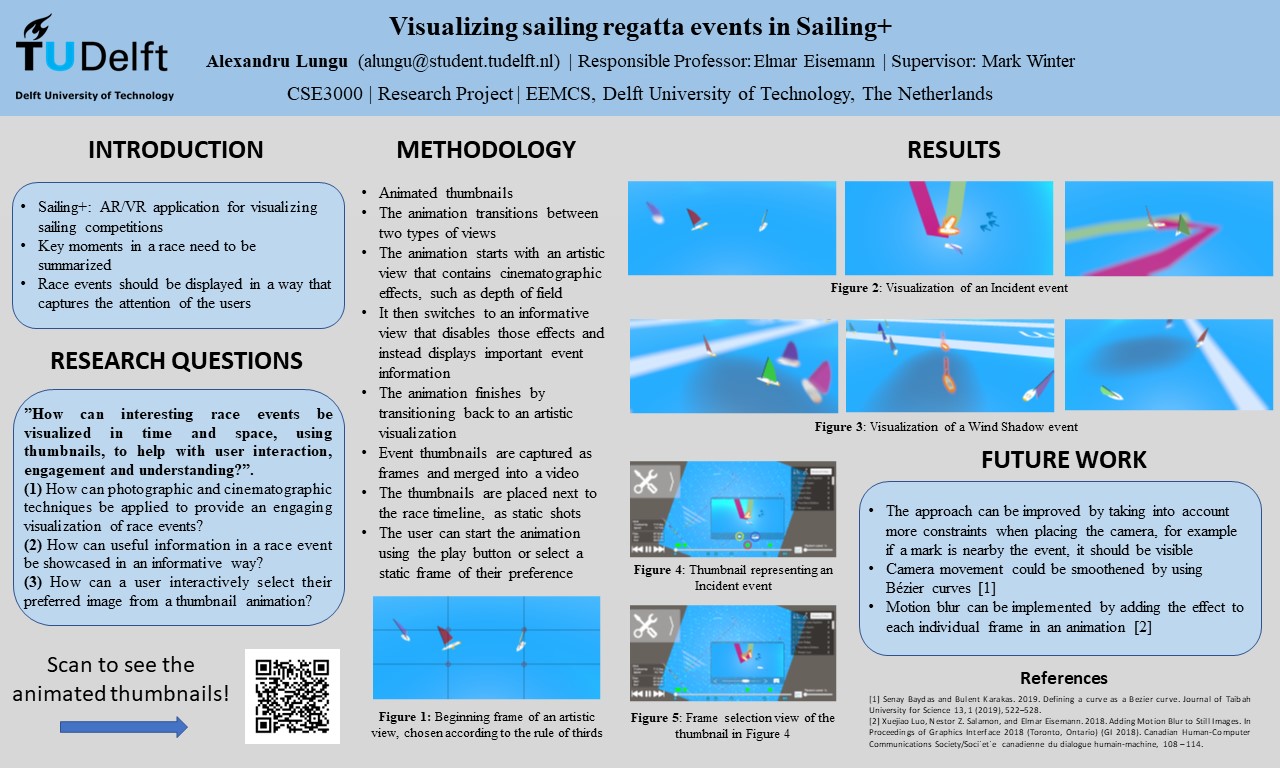 TUDelft
Delft University of Technology
Visualizing sailing regatta events in Sailing+
Alexandru Lungu (alungu@student.tudelft.nl) | Responsible Professor: Elmar Eisemann | Supervisor: Mark Winter
CSE3000 | Research Project | EEMCS, Delft University of Technology, The Netherlands
INTRODUCTION
• Sailing+: AR/VR application for visualizing
sailing competitions
• Key moments in a race need to be
summarized
• Race events should be displayed in a way that
captures the attention of the users
RESEARCH QUESTIONS
”How can interesting race events be
visualized in time and space, using
thumbnails, to help with user interaction,
engagement and understanding?”.
(1) How can photographic and cinematographic
techniques be applied to provide an engaging
visualization of race events?
(2) How can useful information in a race event
be showcased in an informative way?
(3) How can a user interactively select their
preferred image from a thumbnail animation?
Scan to see the
animated thumbnails!
METHODOLOGY
• Animated thumbnails
• The animation transitions between
two types of views
• The animation starts with an artistic
view that contains cinematographic
effects, such as depth of field
• It then switches to an informative
view that disables those effects and
instead displays important event
information
• The animation finishes by
transitioning back to an artistic
visualization
• Event thumbnails are captured as
frames and merged into a video
• The thumbnails are placed next to
the race timeline, as static shots
• The user can start the animation
using the play button or select a
static frame of their preference
Figure 1: Beginning frame of an artistic
view, chosen according to the rule of thirds
RESULTS
Figure 2: Visualization of an Incident event
Figure 3: Visualization of a Wind Shadow event
Figure 4: Thumbnail representing an
Incident event
Figure 5: Frame selection view of the
thumbnail in Figure 4
FUTURE WORK
• The approach can be improved by taking into account
more constraints when placing the camera, for example
if a mark is nearby the event, it should be visible
• Camera movement could be smoothened by using
Bézier curves [1]
• Motion blur can be implemented by adding the effect to
each individual frame in an animation [2]
References
[1] Senay Baydas and Bulent Karakas. 2019. Defining a curve as a Bezier curve. Journal of Taibah
University for Science 13, 1 (2019), 522–528.
[2] Xuejiao Luo, Nestor Z. Salamon, and Elmar Eisemann. 2018. Adding Motion Blur to Still Images. In
Proceedings of Graphics Interface 2018 (Toronto, Ontario) (GI 2018). Canadian Human-Computer
Communications Society/Soci´et´e canadienne du dialogue humain-machine, 108 – 114.